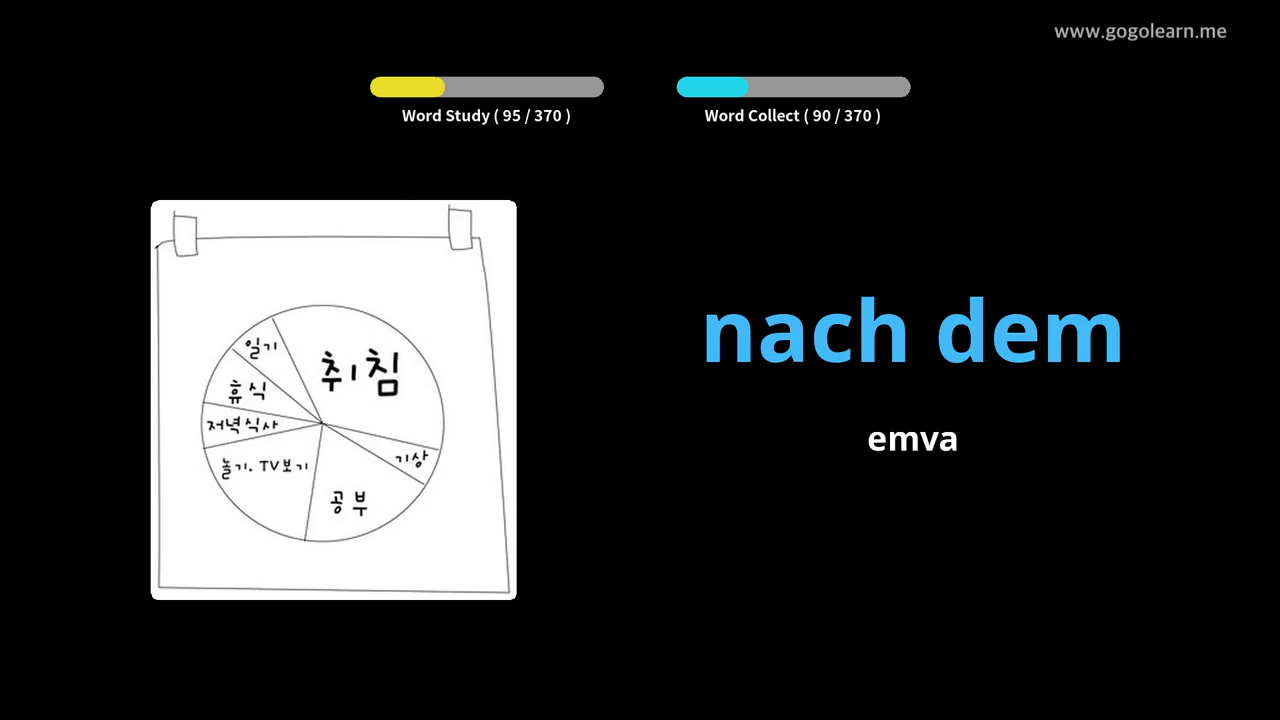 www.gogolearn.me
Word Study ( 95 / 370 )
Word Collect ( 90 / 370 )
일기
취침
휴식
저녁식사
놀기. TV보기
기상
공부
nach dem
emva